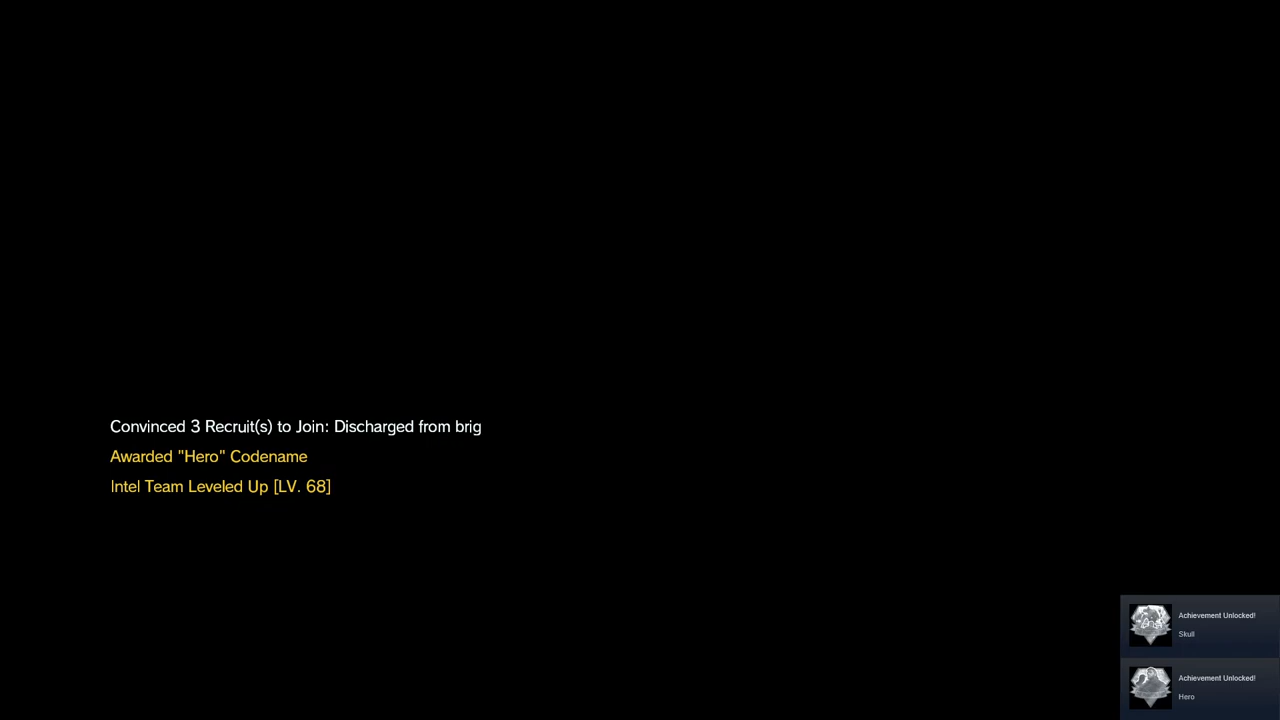 Convinced 3 Recruit(s) to Join: Discharged from brig
Awarded "Hero" Codename
Intel Team Leveled Up [LV. 68]
Achievement Unlocked!
Skull
Achievement Unlocked!
Hero